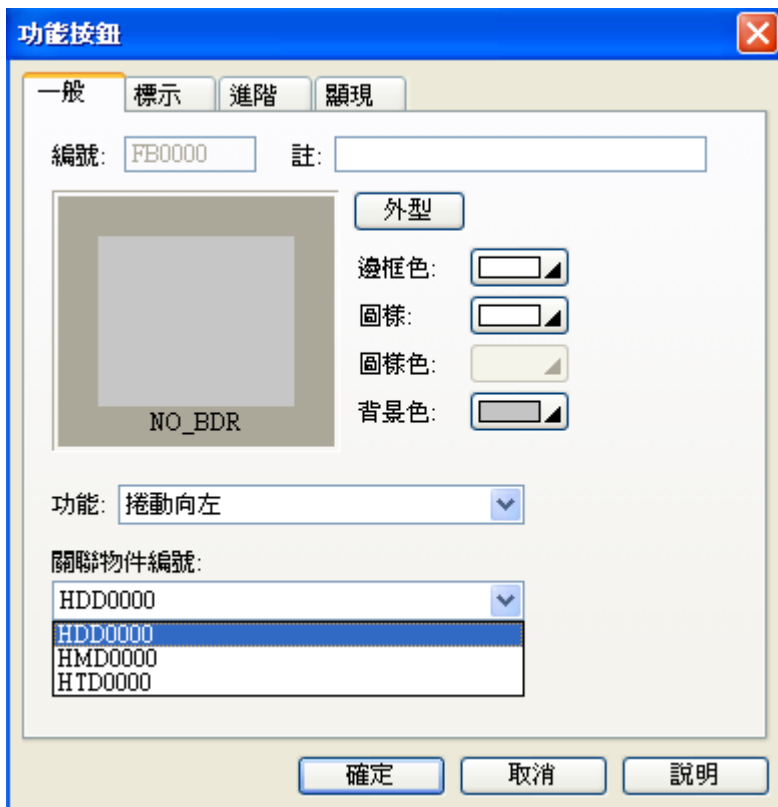 功能按鈕
一般 標示 進階 顯現
編號: FB0000 註:
外型
邊框色:
圖樣:
圖樣色:
背景色:
NO_BDR
功能: 捲動向左
關聯物件編號:
HDD0000
HDD0000
HMD0000
HTD0000
確定 取消 說明